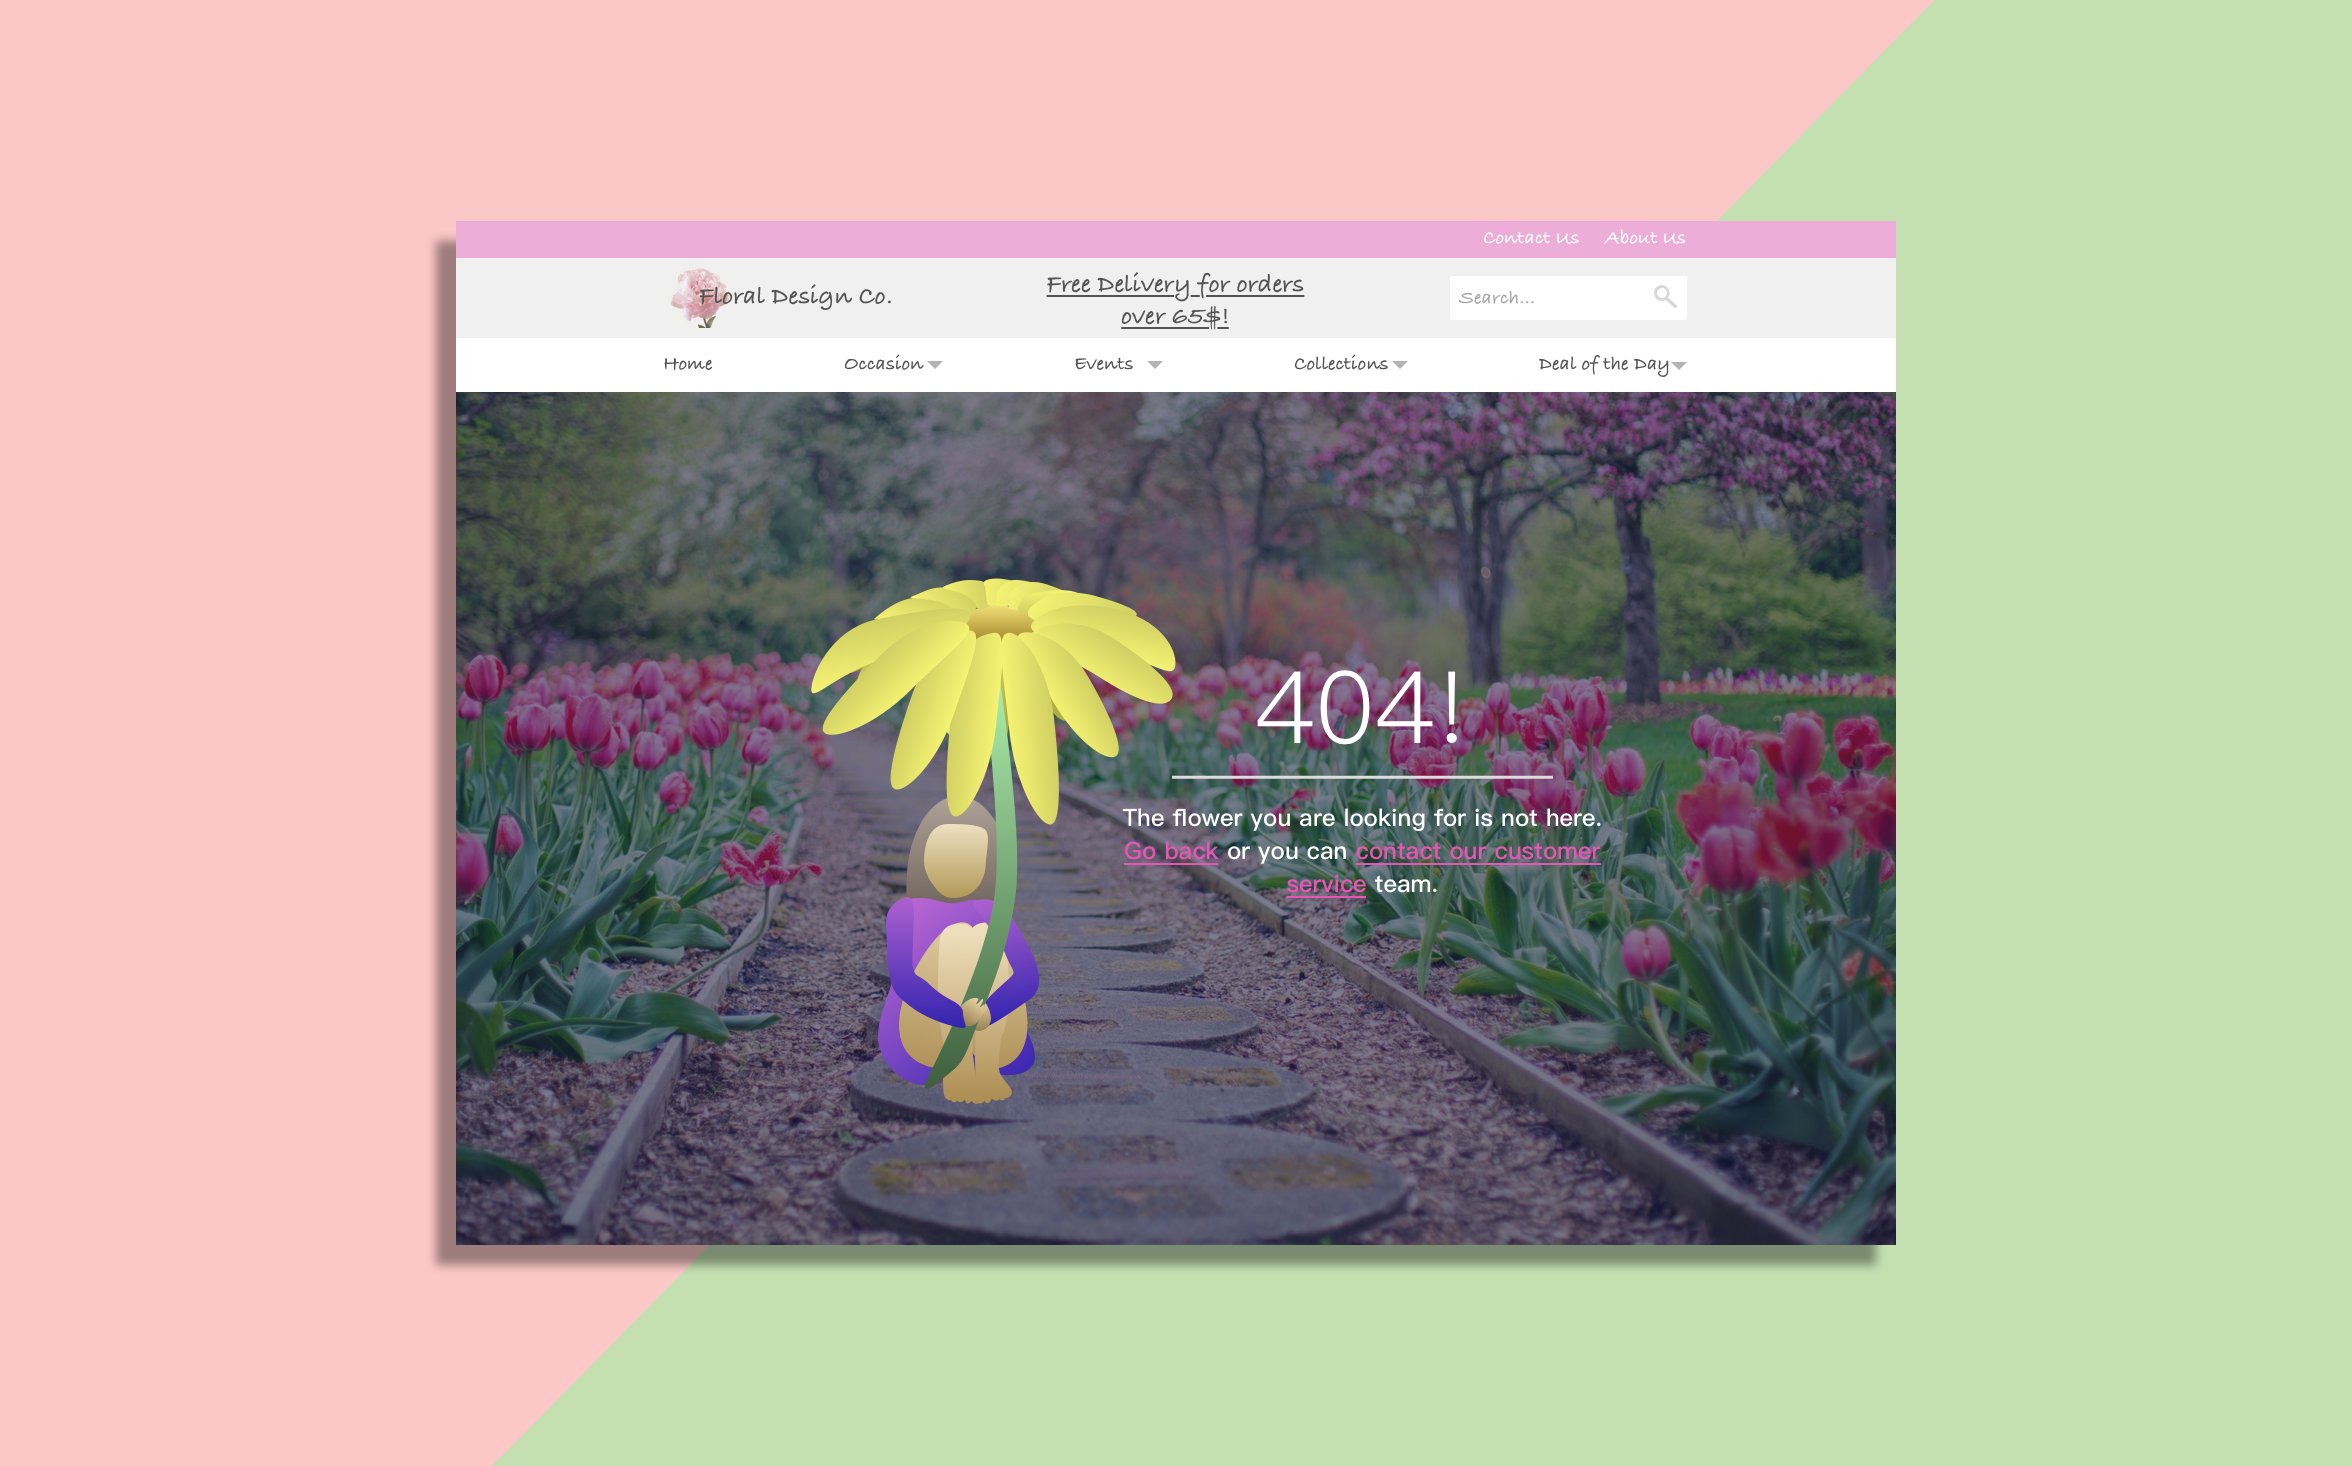 Contact Us About Us
Floral Design Co.
Free Delivery for orders
over 65$!
Search...
Home Occasion Events Collections Deal of the Day
404!
The flower you are looking for is not here.
Go back or you can contact our customer
service team.